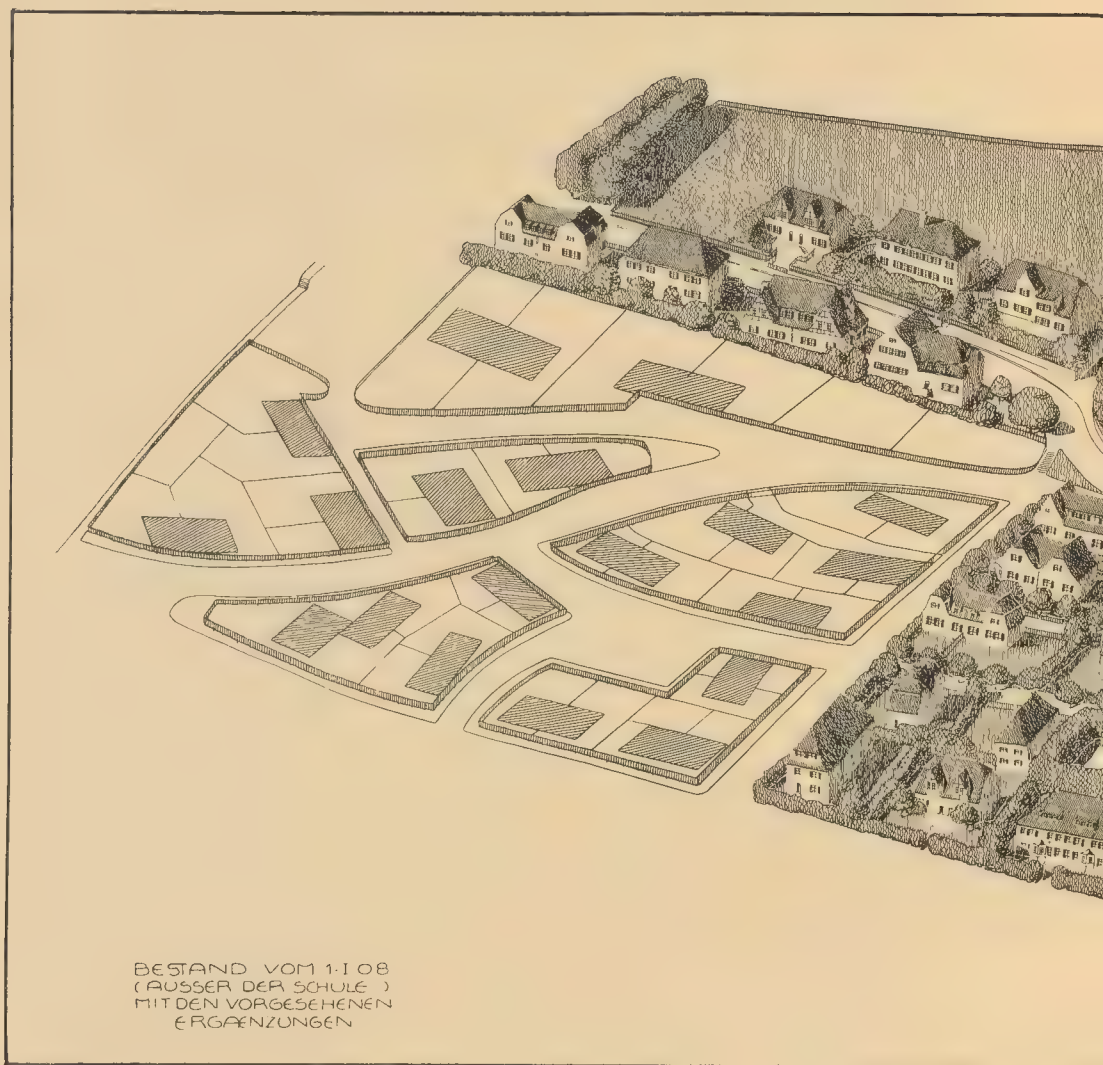 BESTAND VOM 1·I 08
(AUSSER DER SCHULE )
MIT DEN VORGESEHENEN
ERGAENZUNGEN